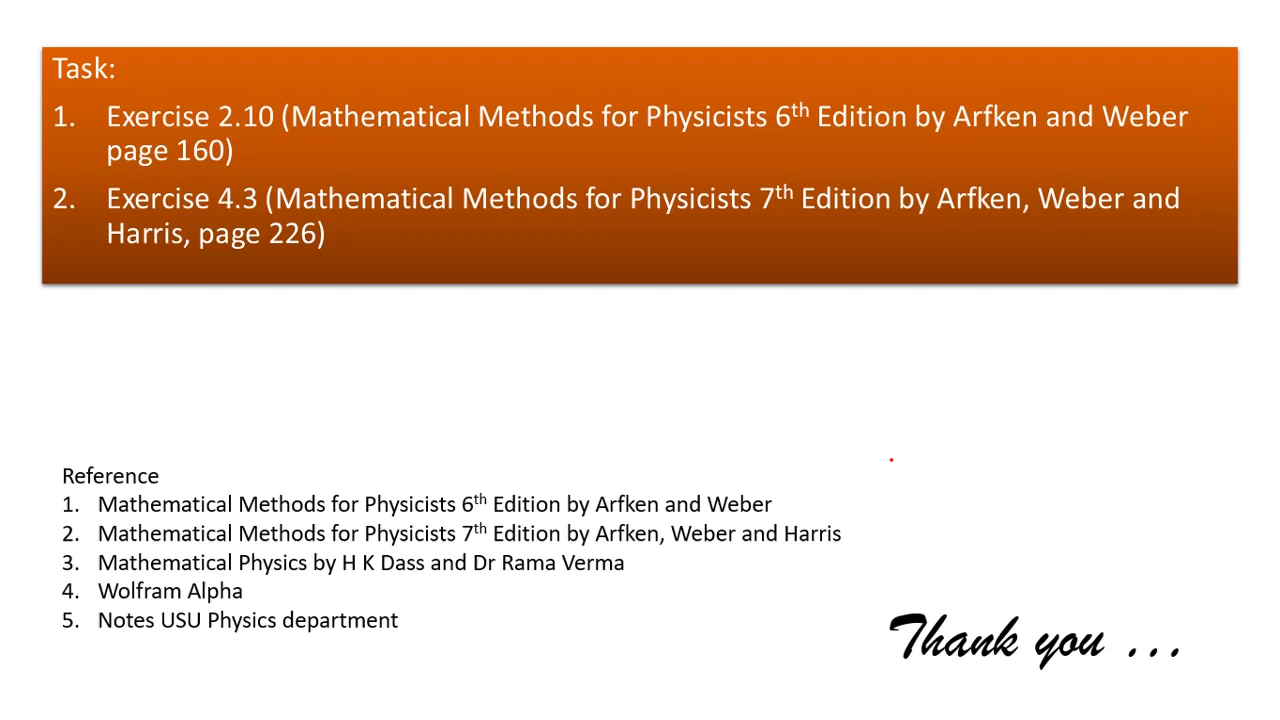 Task:
1. Exercise 2.10 (Mathematical Methods for Physicists 6th Edition by Arfken and Weber
page 160)
2. Exercise 4.3 (Mathematical Methods for Physicists 7th Edition by Arfken, Weber and
Harris, page 226)
Reference
1. Mathematical Methods for Physicists 6th Edition by Arfken and Weber
2. Mathematical Methods for Physicists 7th Edition by Arfken, Weber and Harris
3. Mathematical Physics by H K Dass and Dr Rama Verma
4. Wolfram Alpha
5. Notes USU Physics department
Thank you ...